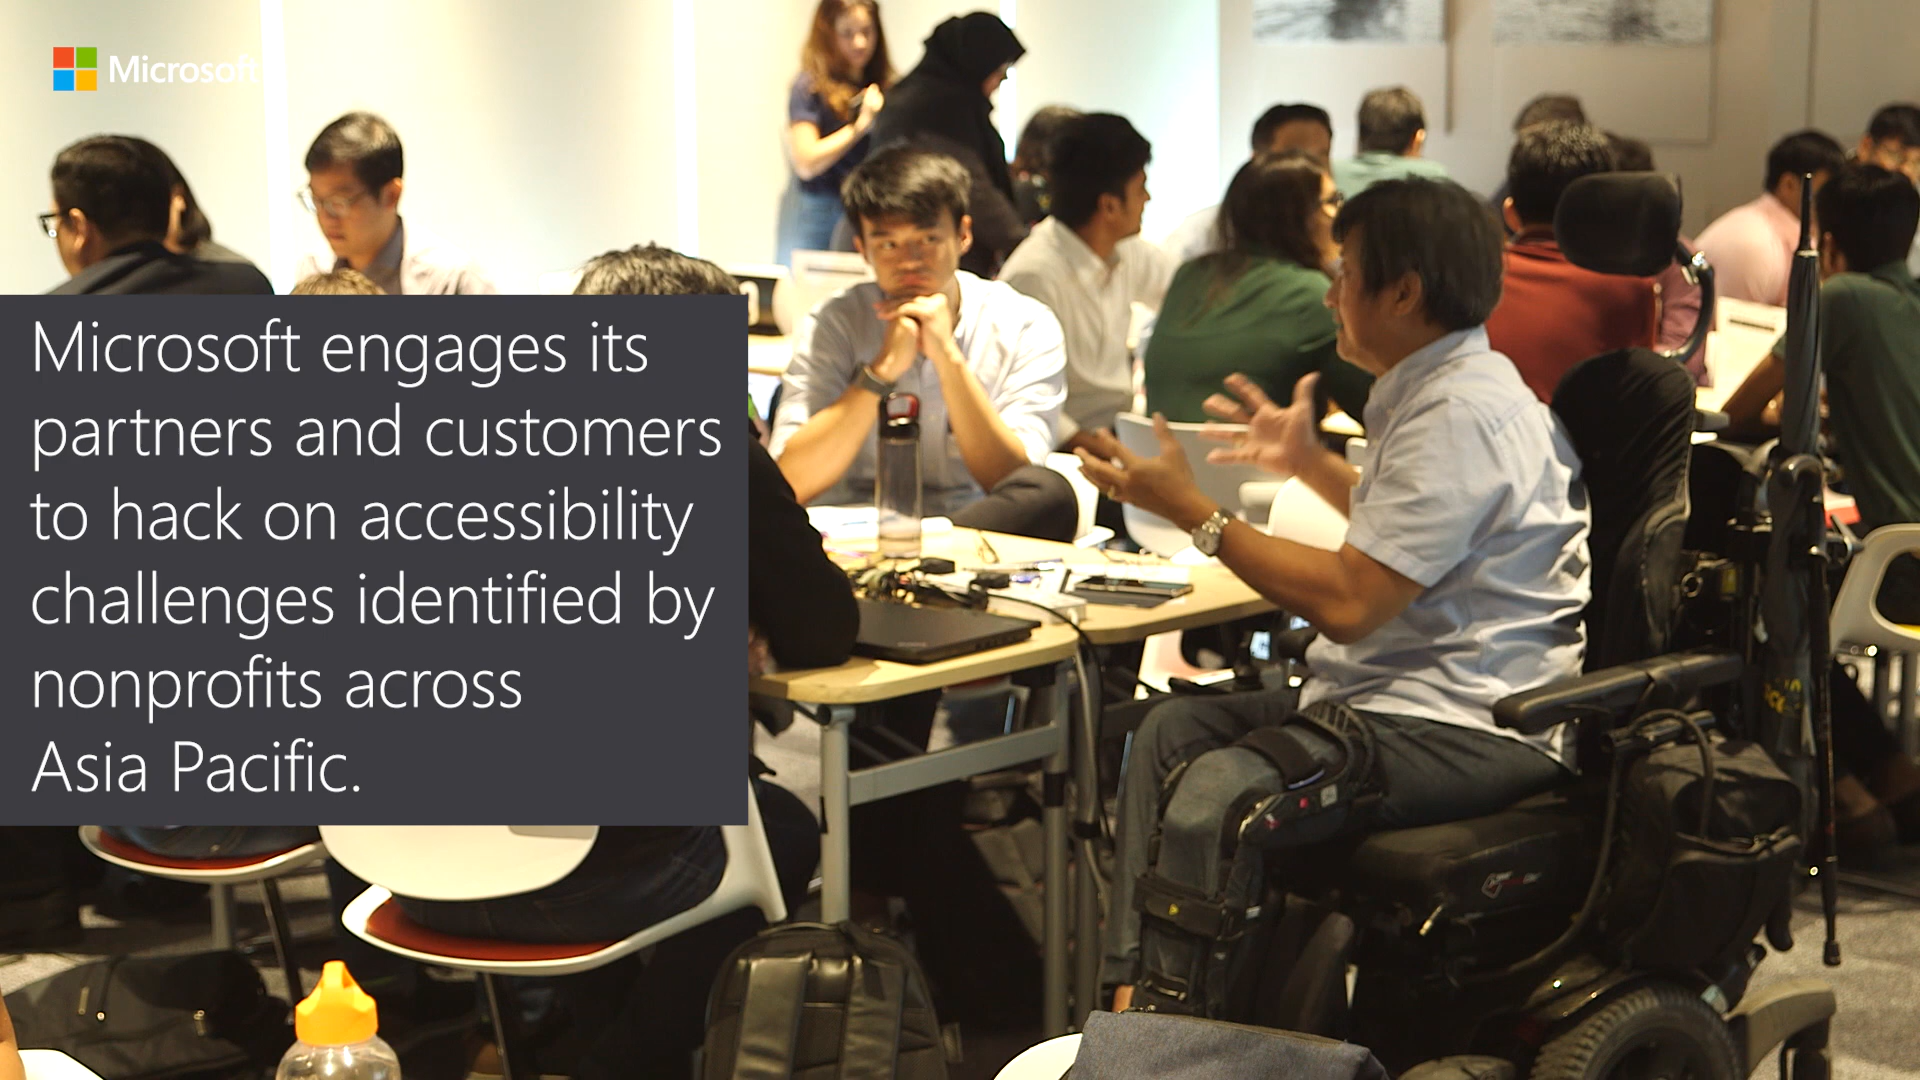 Microsoft
Microsoft engages its
partners and customers
to hack on accessibility
challenges identified by
nonprofits across
Asia Pacific.